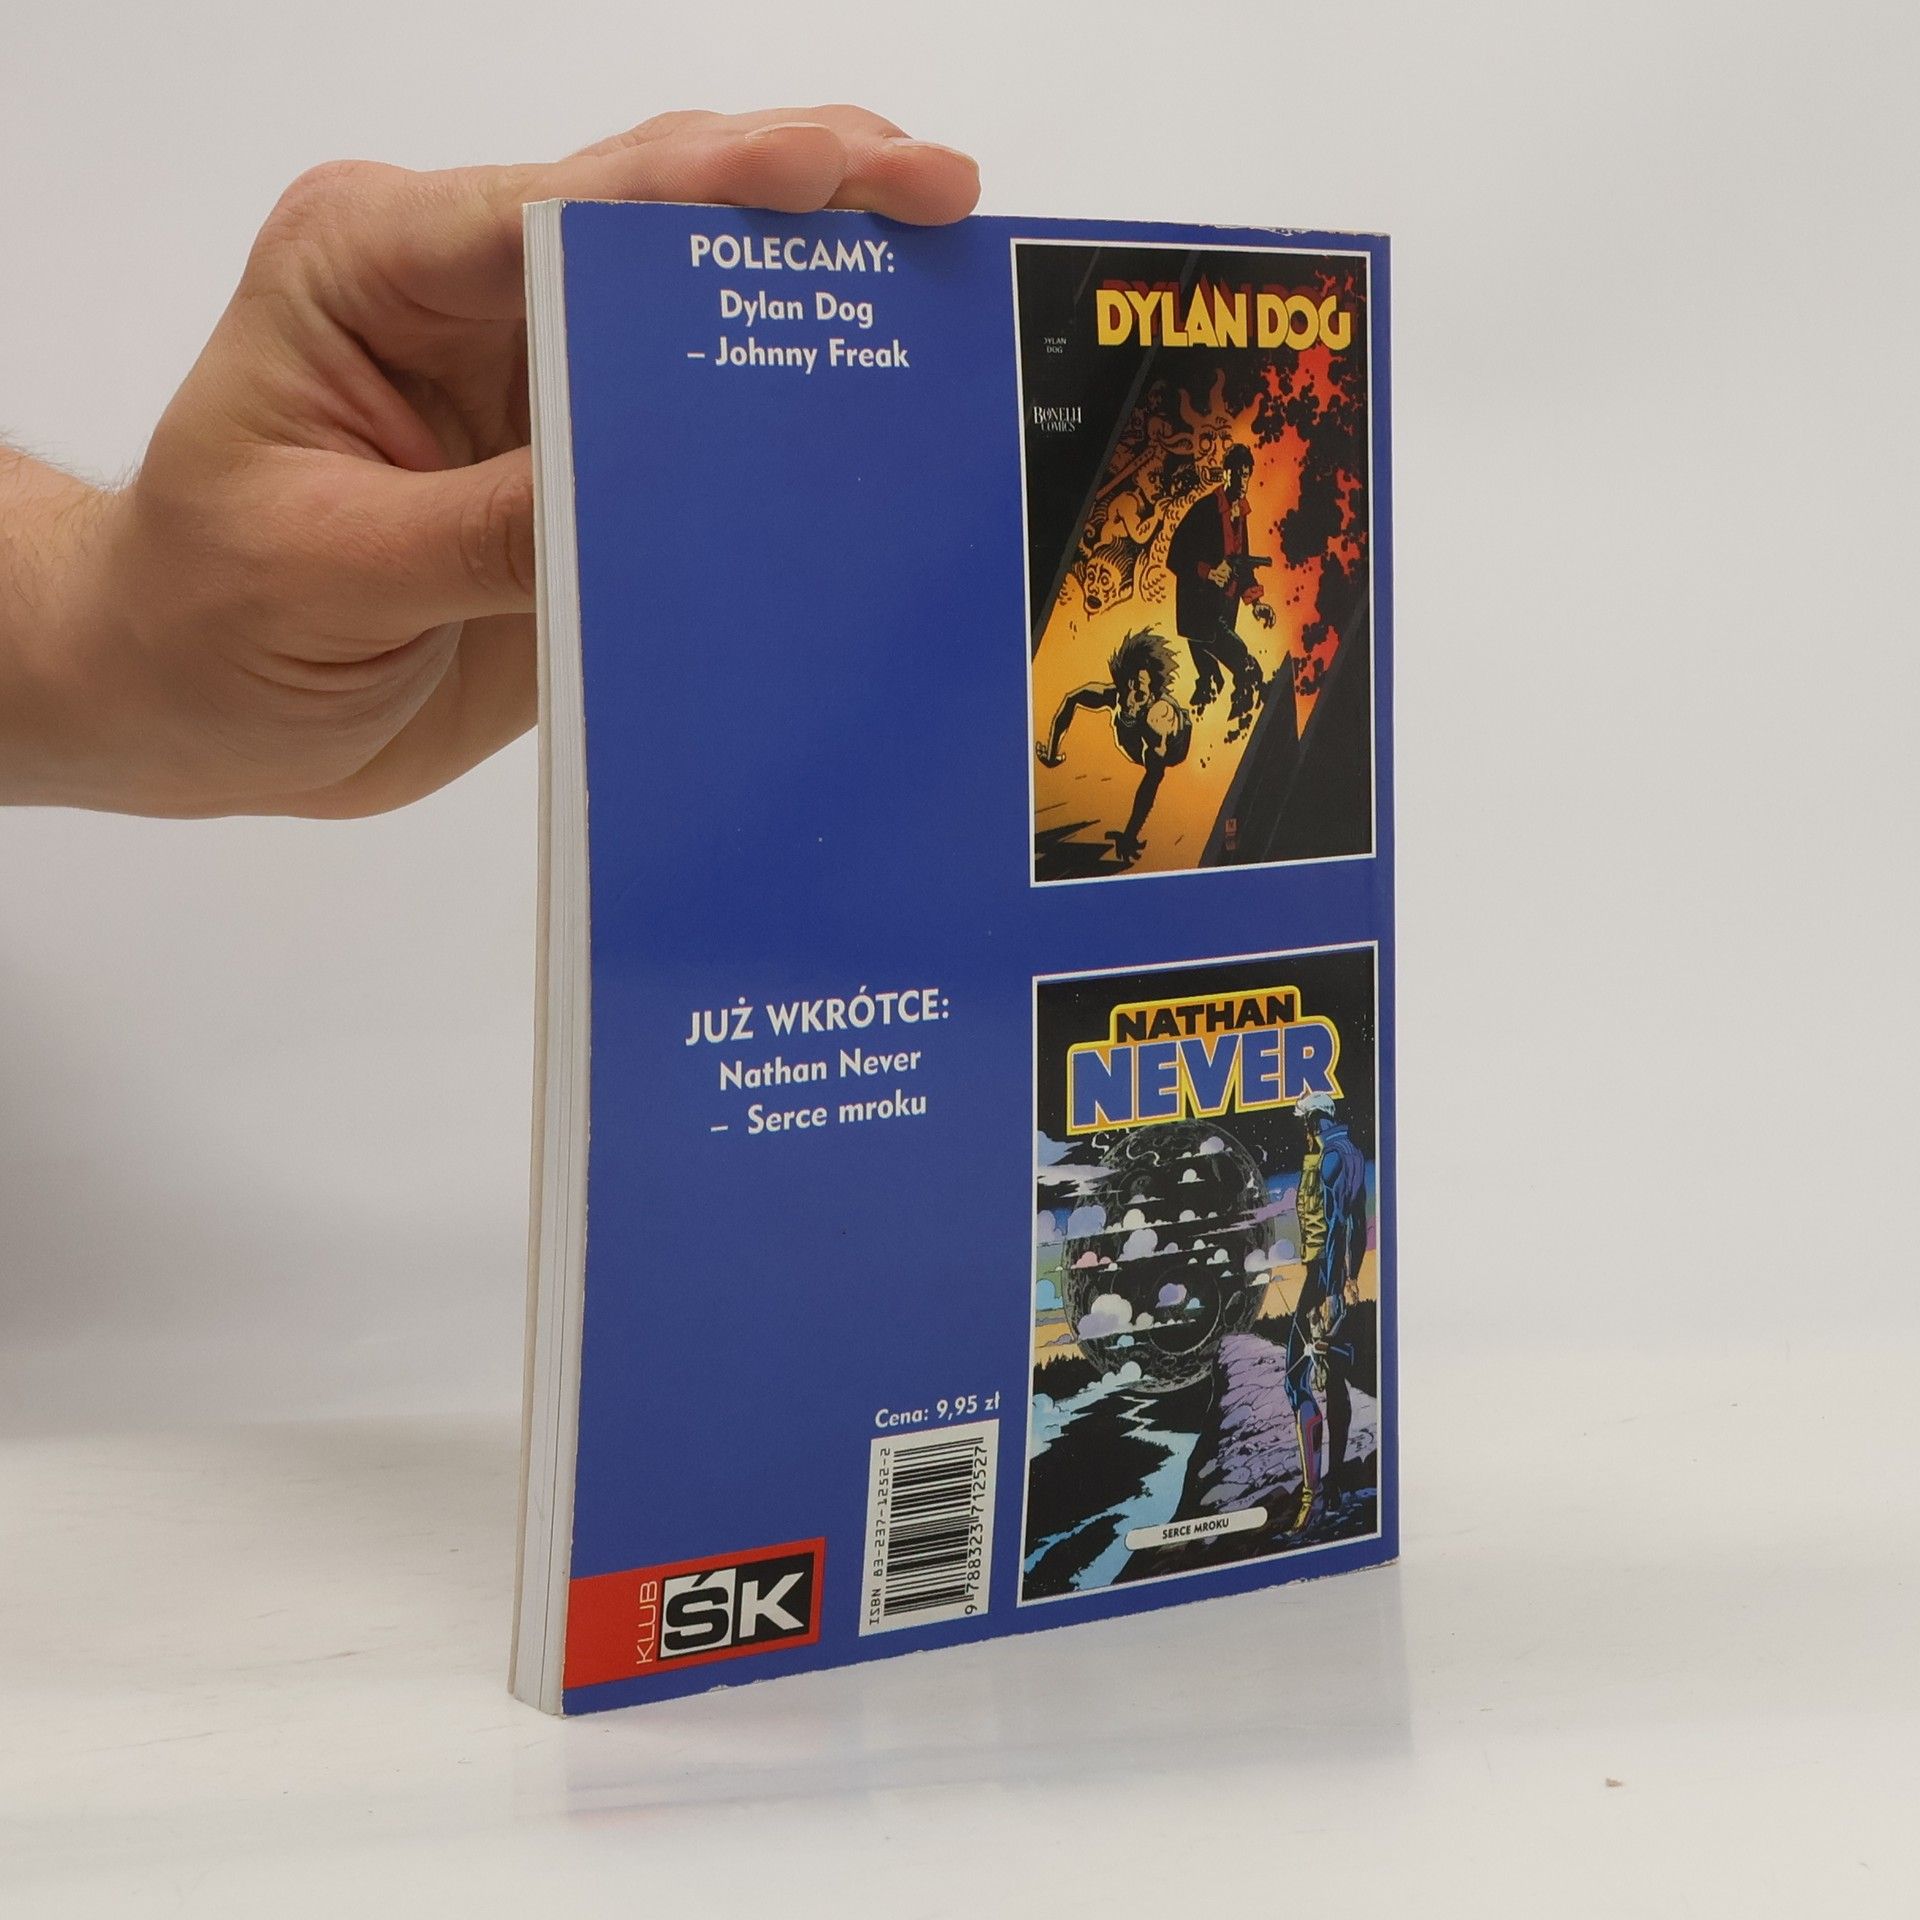 POLECAMY:
Dylan Dog
– Johnny Freak
DYLAN DOG
DYLAN
DOG
BONELLI
COMICS
JUŻ WKRÓTCE:
Nathan Never
– Serce mroku
NATHAN
NEVER
SERCE MROKU
Cena: 9,95 zł
ISBN 83-237-1252-2
9 788323 712527
KLUB
ŚK